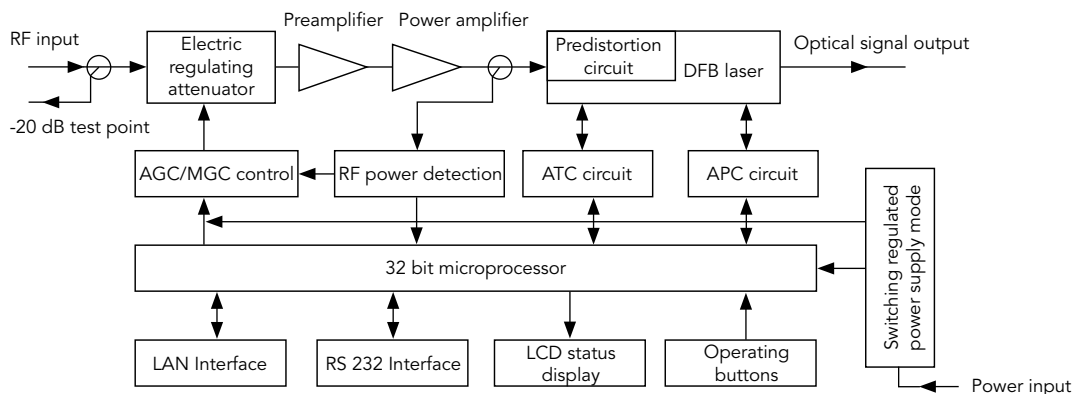 Preamplifier
Power amplifier
RF input
Electric
regulating
attenuator
Predistortion
circuit
DFB laser
Optical signal output
-20 dB test point
AGC/MGC control
RF power detection
ATC circuit
APC circuit
Switching regulated
power supply mode
32 bit microprocessor
LAN Interface
RS 232 Interface
LCD status
display
Operating
buttons
Power input